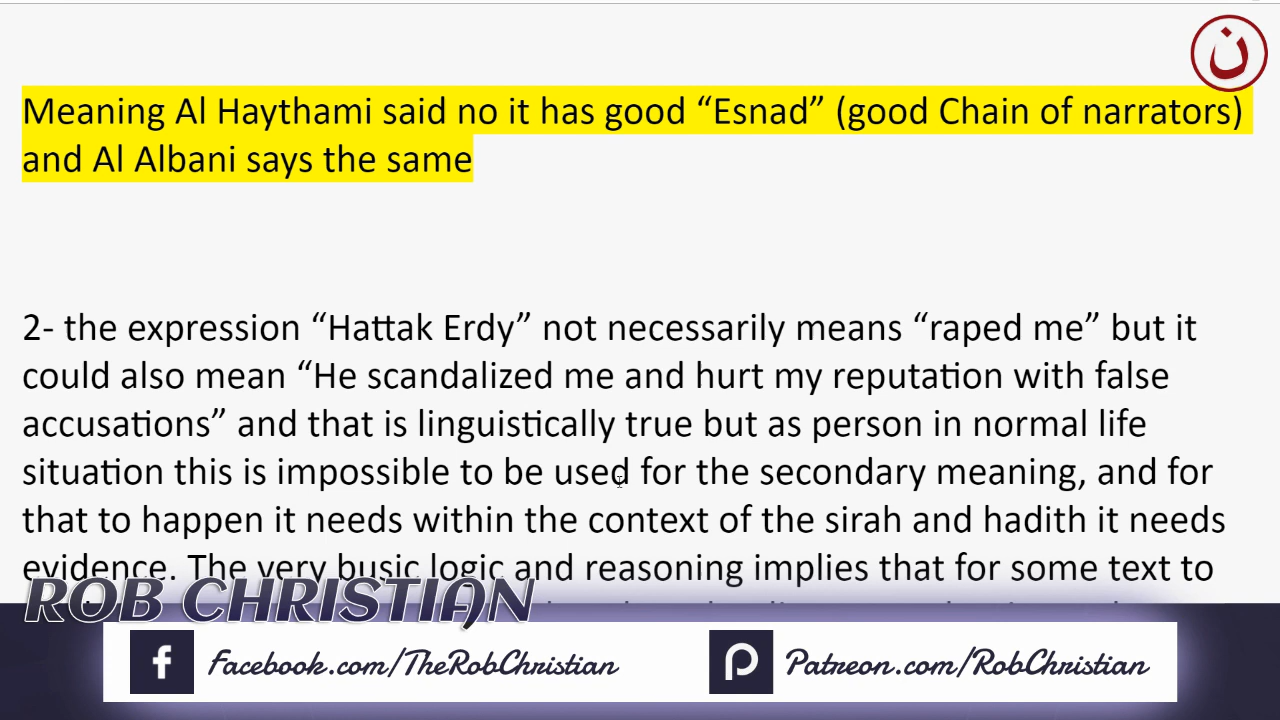 ن
Meaning Al Haythami said no it has good “Esnad” (good Chain of narrators)
and Al Albani says the same
2- the expression “Hattak Erdy” not necessarily means “raped me” but it
could also mean “He scandalized me and hurt my reputation with false
accusations” and that is linguistically true but as person in normal life
situation this is impossible to be used for the secondary meaning, and for
that to happen it needs within the context of the sirah and hadith it needs
evidence. The very busic logic and reasoning implies that for some text to
ROB CHRISTIAN
Facebook.com/TheRobChristian
Patreon.com/RobChristian